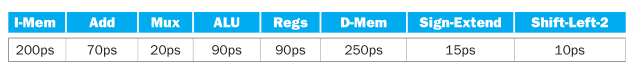 I-Mem Add Mux ALU Regs D-Mem Sign-Extend Shift-Left-2
200ps 70ps 20ps 90ps 90ps 250ps 15ps 10ps